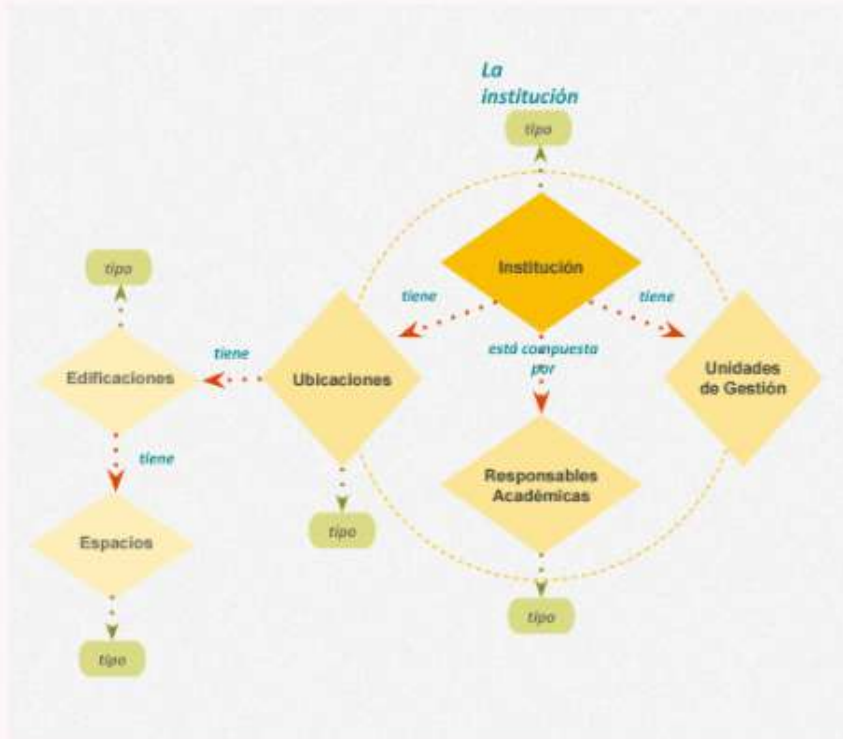 La
institución
tipo
Institución
tiene
tiene
está compuesta
por
tipo
Edificaciones
tiene
Ubicaciones
Unidades
de Gestión
tiene
Responsables
Académicas
Espacios
tipo
tipo
tipo